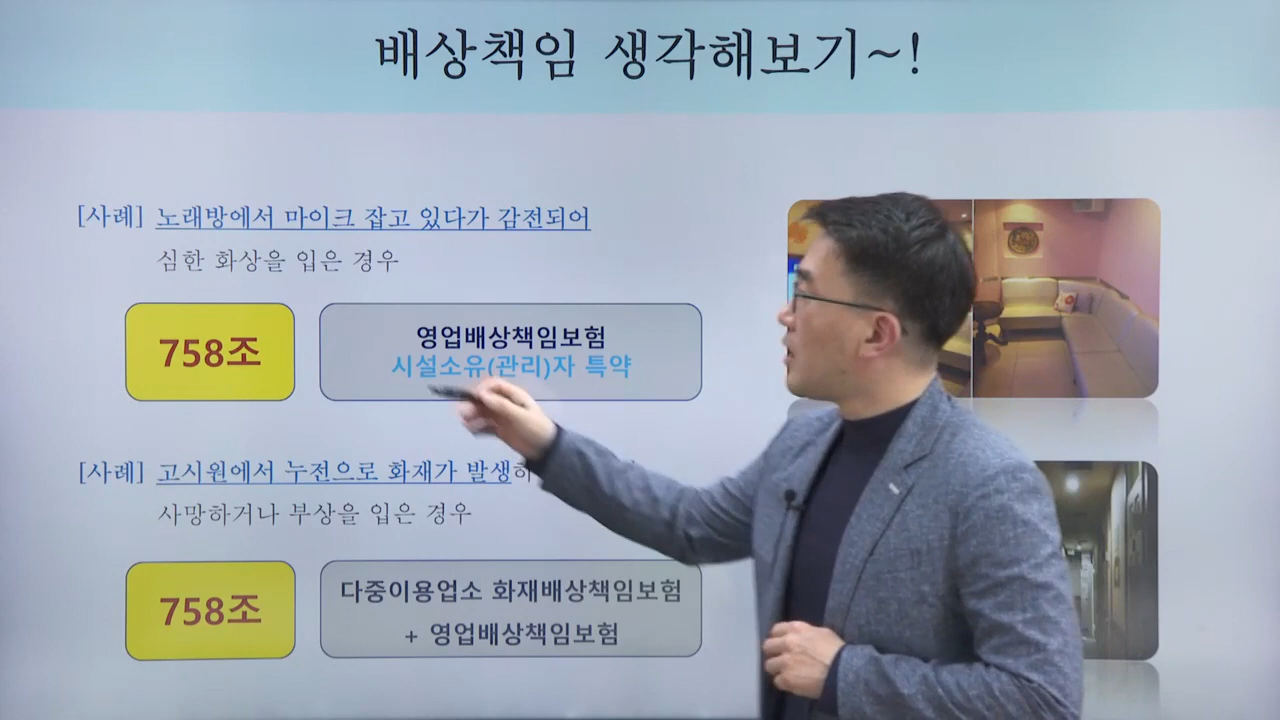 배상책임 생각해보기~!
[사례] 노래방에서 마이크 잡고 있다가 감전되어
심한 화상을 입은 경우
758조
영업배상책임보험
시설소유(관리)자 특약
[사례] 고시원에서 누전으로 화재가 발생하
사망하거나 부상을 입은 경우
758조
다중이용업소 화재배상책임보험
+ 영업배상책임보험